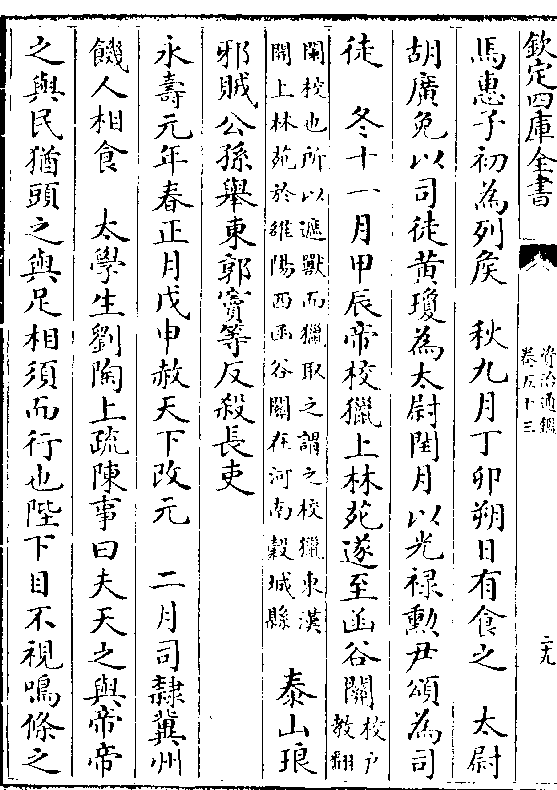 欽定四庫全書
資治通鑑
卷五十三
二九
馬惠子初為列矦　秋九月丁卯朔日有食之　太尉
胡廣免以司徒黄瓊為太尉閏月以光禄勲尹頌為司
徒　冬十一月甲辰帝校獵上林苑遂至函谷關校户
教翻
闌校也所以遮獸而獵取之謂之校獵東漢
關上林苑於雒陽西函谷關在河南榖城縣　泰山琅
邪賊公孫舉東郭竇等反殺長吏
永壽元年春正月戊申赦天下改元　二月司隷冀州
饑人相食　太學生劉陶上疏陳事曰夫天之與帝帝
之與民猶頭之與足相須而行也陛下目不視鳴條之